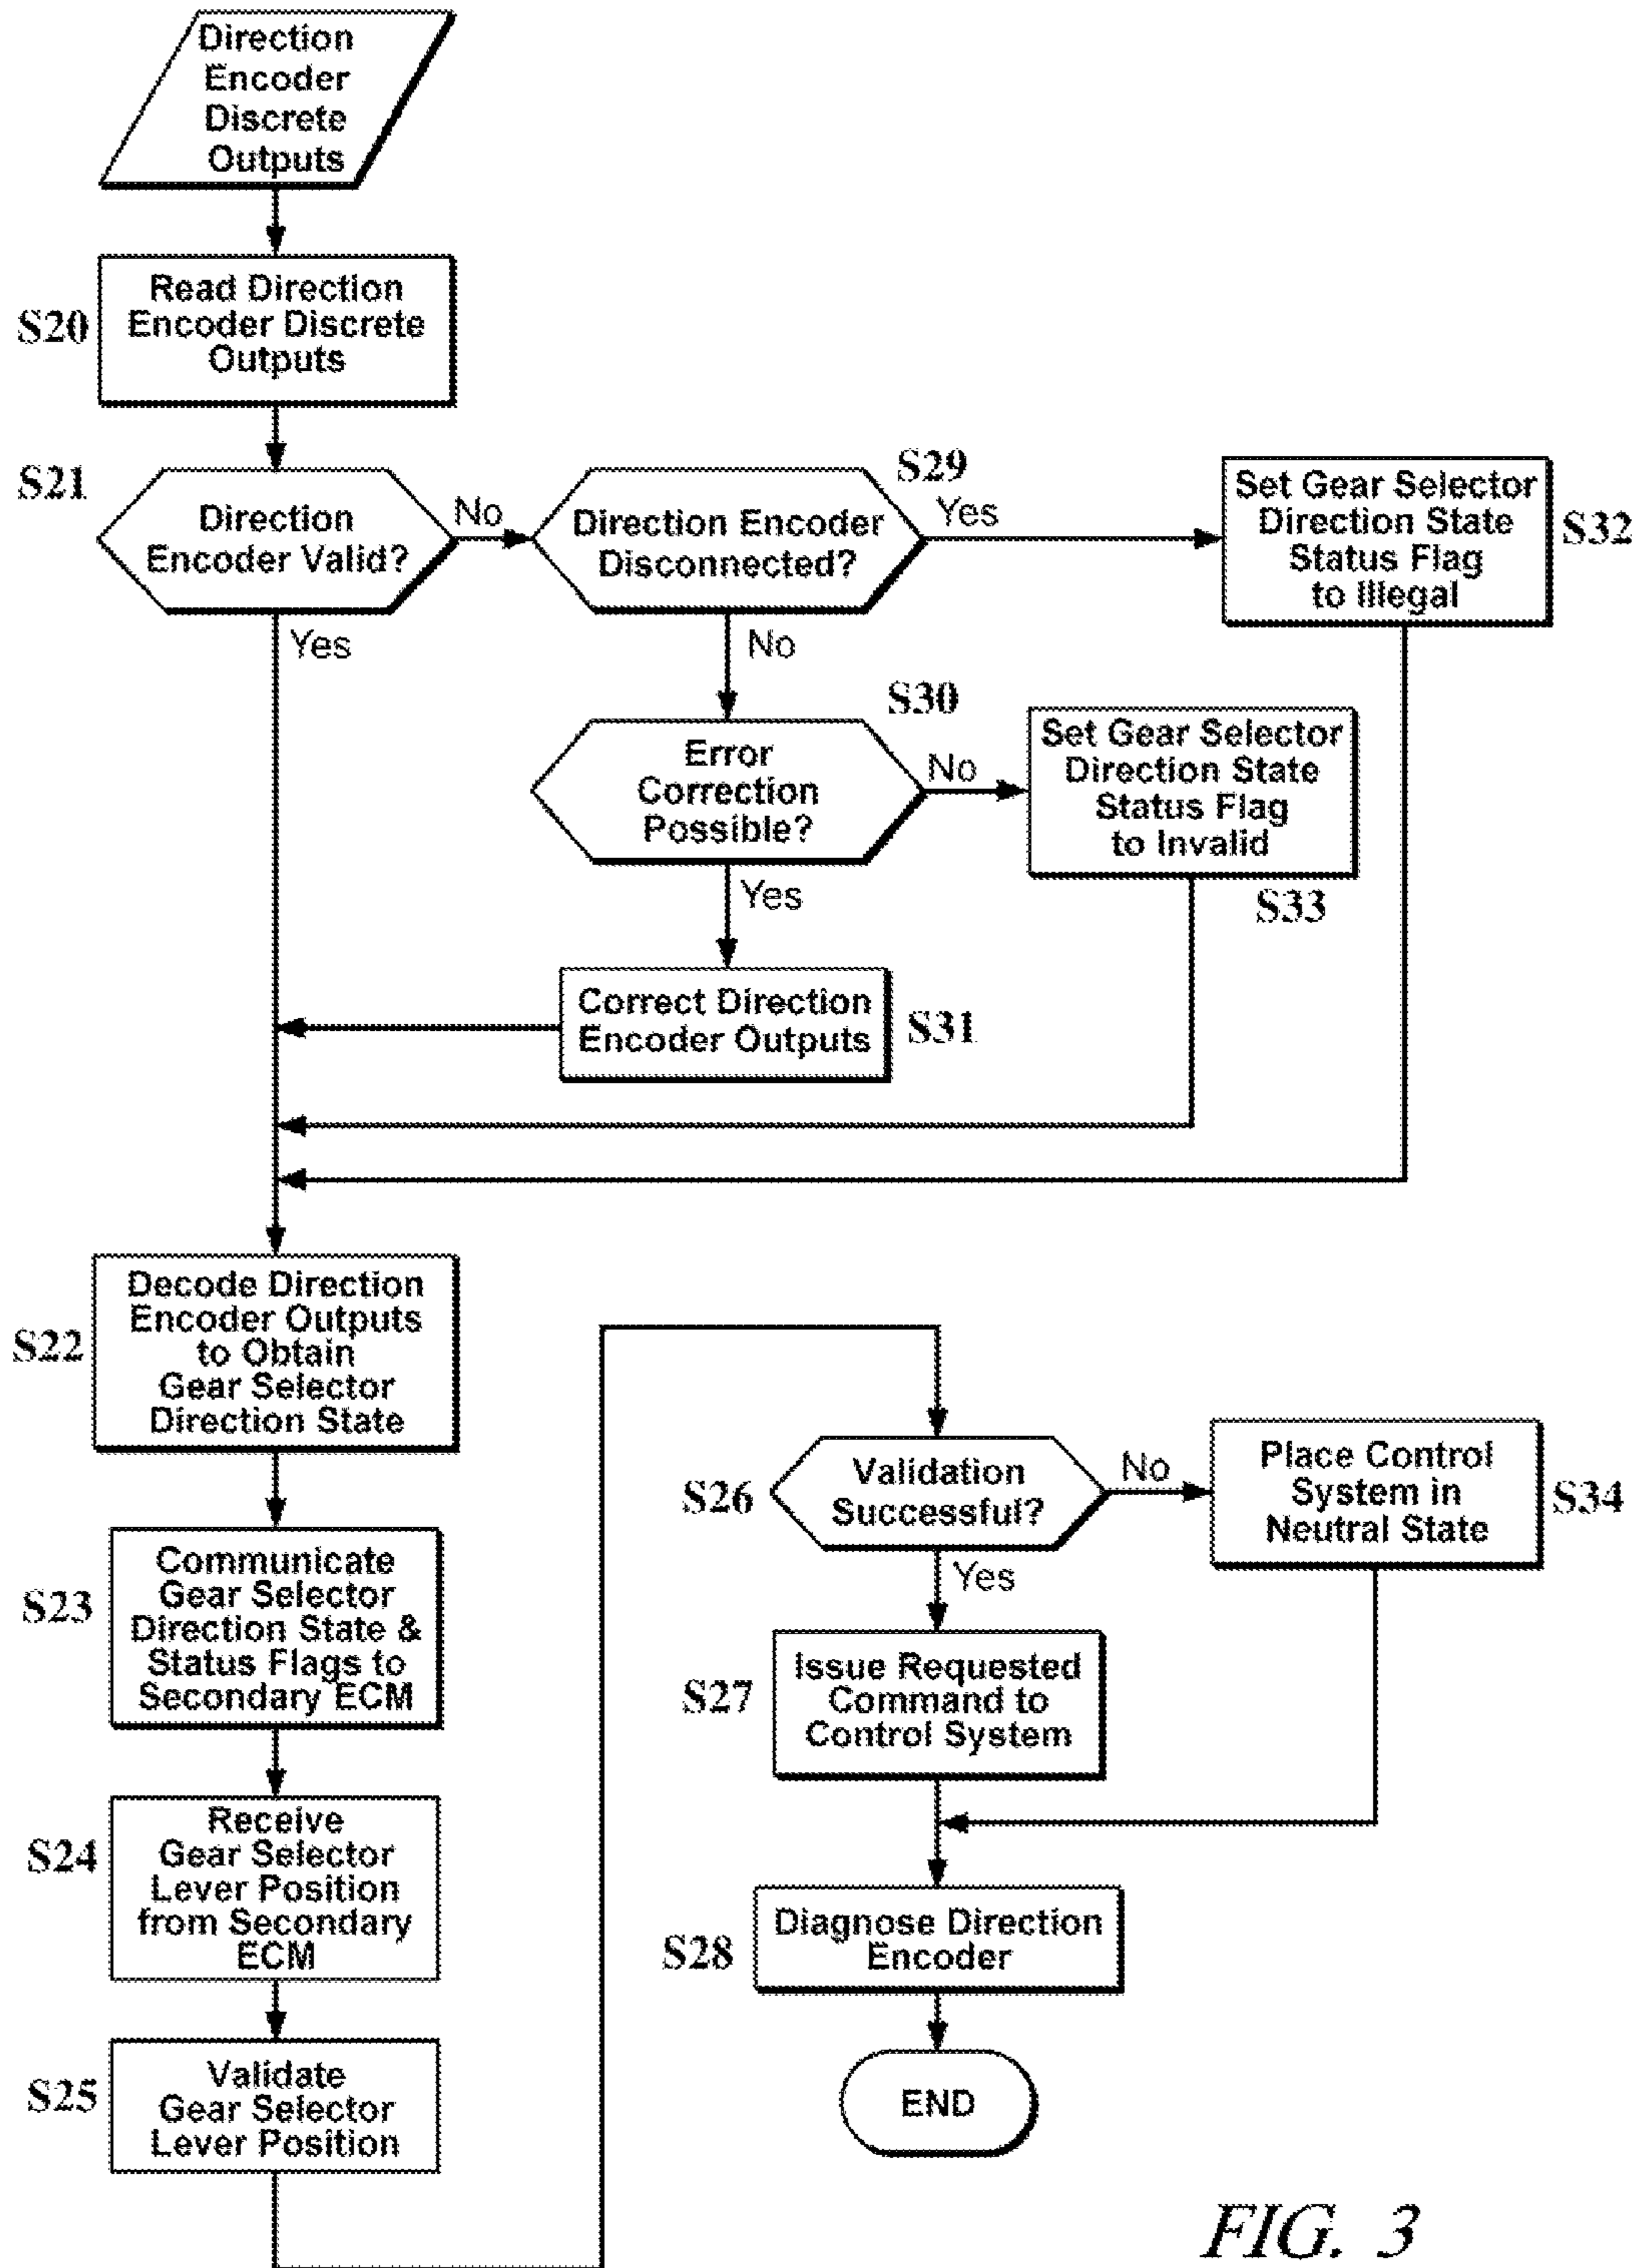 Direction
Encoder
Discrete
Outputs
S20
Read Direction
Encoder Discrete
Outputs
S21
Direction
Encoder Valid?
No
Yes
S29
Direction Encoder
Disconnected?
Yes
No
Set Gear Selector
Direction State
Status Flag
to Illegal
S32
S30
Error
Correction
Possible?
No
Yes
Set Gear Selector
Direction State
Status Flag
to Invalid
S33
Correct Direction
Encoder Outputs
S31
S22
Decode Direction
Encoder Outputs
to Obtain
Gear Selector
Direction State
S23
Communicate
Gear Selector
Direction State &
Status Flags to
Secondary ECM
S24
Receive
Gear Selector
Lever Position
from Secondary
ECM
S25
Validate
Gear Selector
Lever Position
S26
Validation
Successful?
No
Yes
Place Control
System in
Neutral State
S34
S27
Issue Requested
Command to
Control System
S28
Diagnose Direction
Encoder
END
FIG. 3